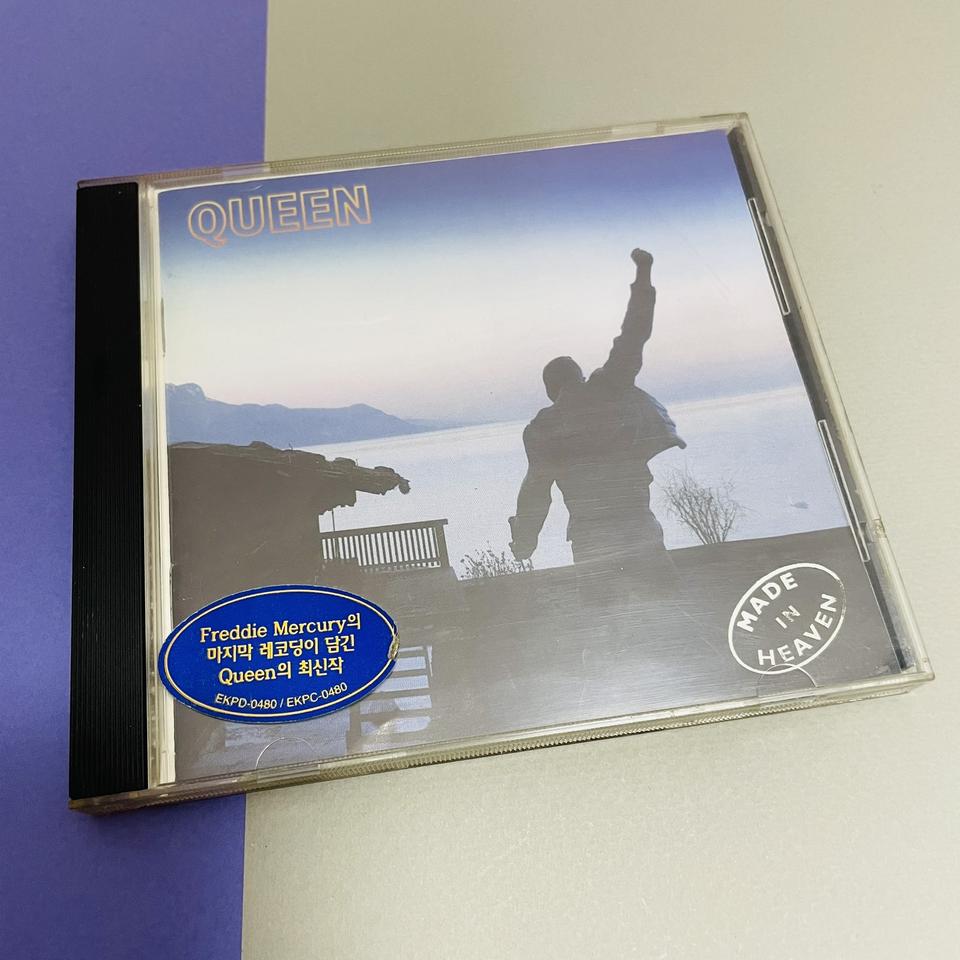 QUEEN
MADE
IN
HEAVEN
Freddie Mercury의
마지막 레코딩이 담긴
Queen의 최신작
EKPD-0480 / EKPC-0480